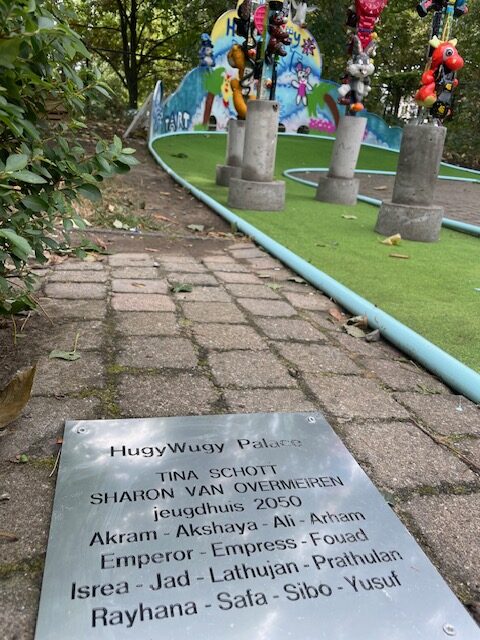 START
HugyWugy Palace
TINA SCHOTT
SHARON VAN OVERMEIREN
jeugdhuis 2050
Akram - Akshaya - Ali - Arham
Emperor - Empress - Fouad
Isrea - Jad - Lathujan - Prathulan
Rayhana - Safa - Sibo - Yusuf